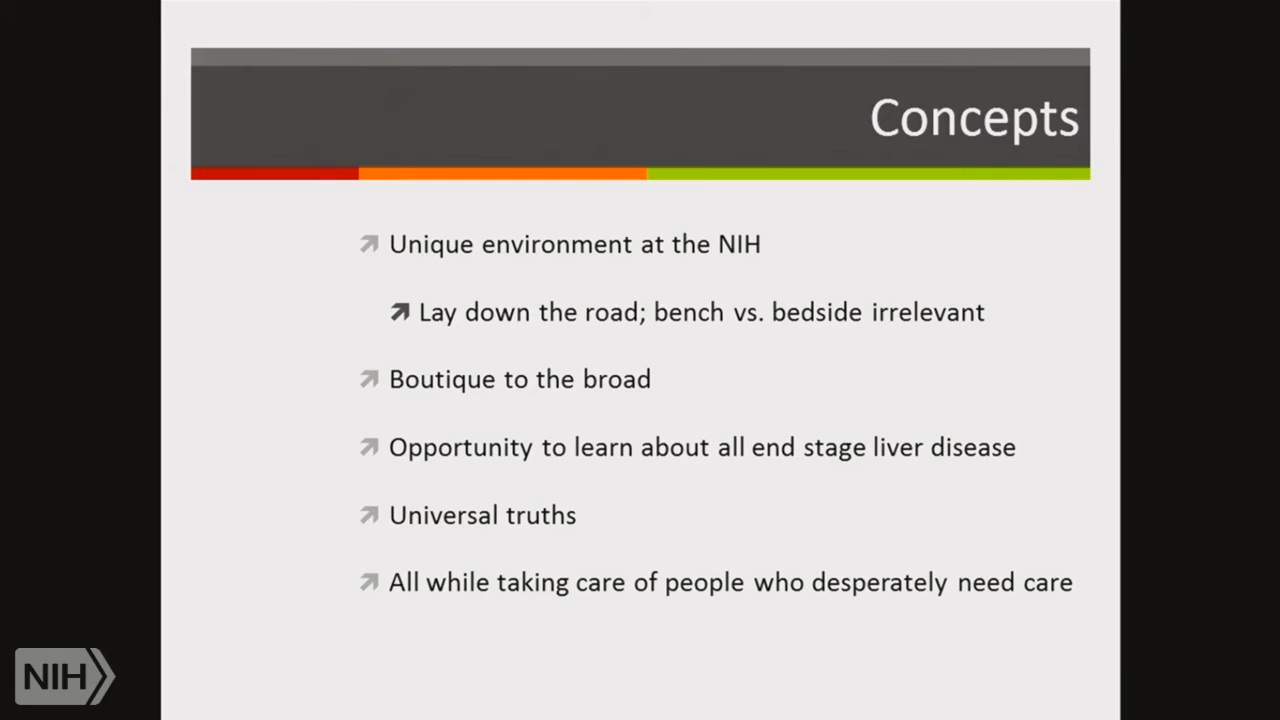 Concepts
Unique environment at the NIH
Lay down the road; bench vs. bedside irrelevant
Boutique to the broad
Opportunity to learn about all end stage liver disease
Universal truths
All while taking care of people who desperately need care
NIH